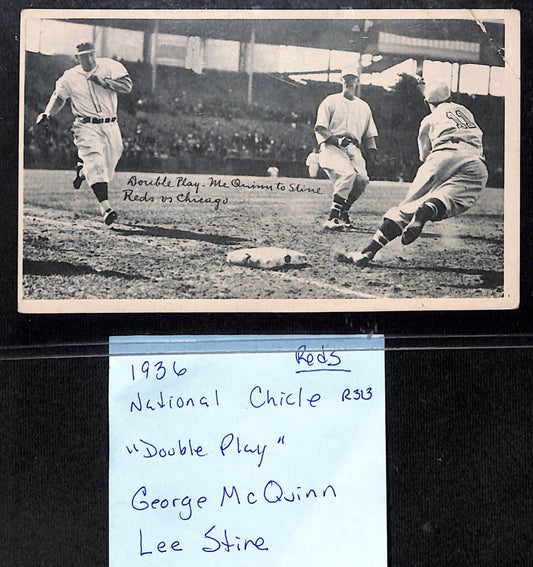 Double Play - McQuinn to Stine
Reds vs Chicago
1936 Reds
National Chicle R313
"Double Play"
George McQuinn
Lee Stine